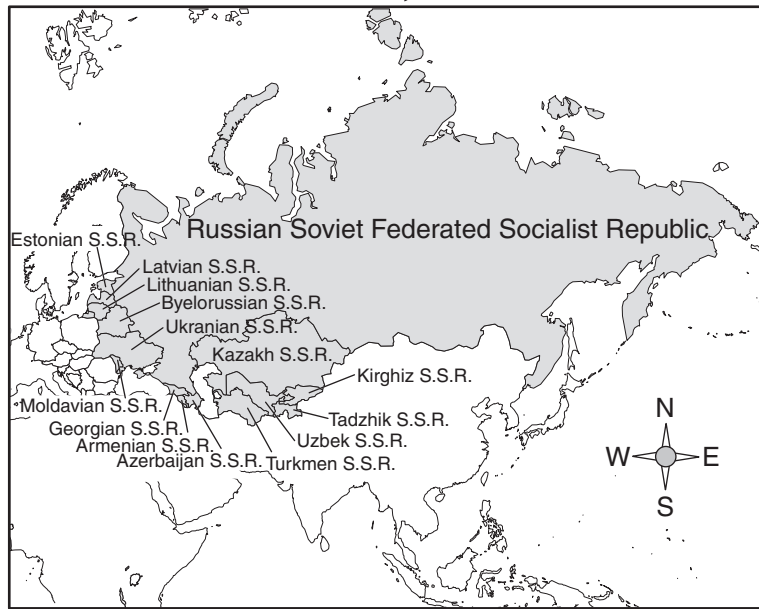 Russian Soviet Federated Socialist Republic
Estonian S.S.R.
Latvian S.S.R.
Lithuanian S.S.R.
Byelorussian S.S.R.
Ukranian S.S.R.
Kazakh S.S.R.
Kirghiz S.S.R.
Moldavian S.S.R.
Tadzhik S.S.R.
Georgian S.S.R.
Uzbek S.S.R.
Armenian S.S.R.
Azerbaijan S.S.R.
Turkmen S.S.R.
N
W E
S